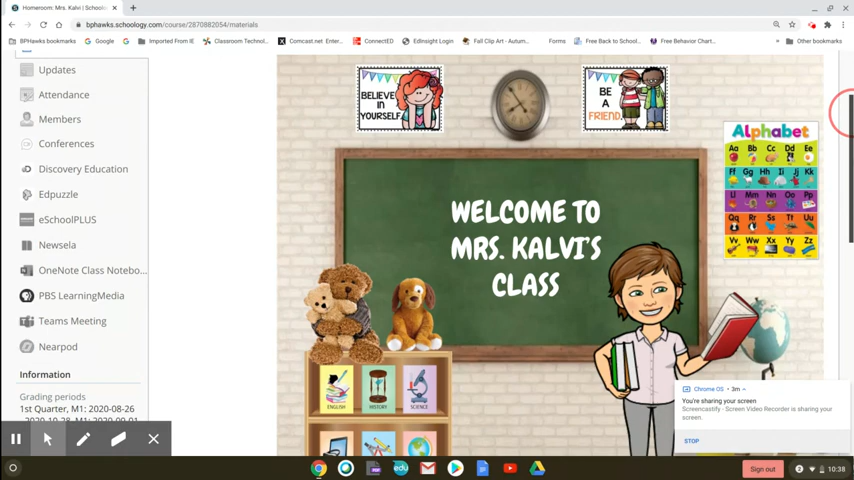 Homeroom: Mrs. Kalvi | Schoolo
bphawks.schoology.com/course/2870882054/materials
BPHawks bookmarks
Google
Imported From IE
Classroom Technol...
Comcast.net Enter...
ConnectED
EdInsight Login
Fall Clip Art - Autum...
Forms
Free Back to School...
Free Behavior Chart...
»
Other bookmarks
Updates
Attendance
Members
Conferences
Discovery Education
Edpuzzle
eSchoolPLUS
Newsela
OneNote Class Notebo...
PBS LearningMedia
Teams Meeting
Nearpod
Information
Grading periods
1st Quarter, M1: 2020-08-26
BELIEVE
IN
YOURSELF.
BE
A
FRIEND.
Alphabet
Aa Bb Cc Dd Ee
Ff Gg Hh Ii Jj Kk
Ll Mm Nn Oo Pp
Qq Rr Ss Tt Uu
Vv Ww Xx Yy Zz
WELCOME TO
MRS. KALVI'S
CLASS
ENGLISH
HISTORY
SCIENCE
Chrome OS • 3m
You're sharing your screen
Screencastify - Screen Video Recorder is sharing your
screen.
STOP
edu
Sign out
2
10:38